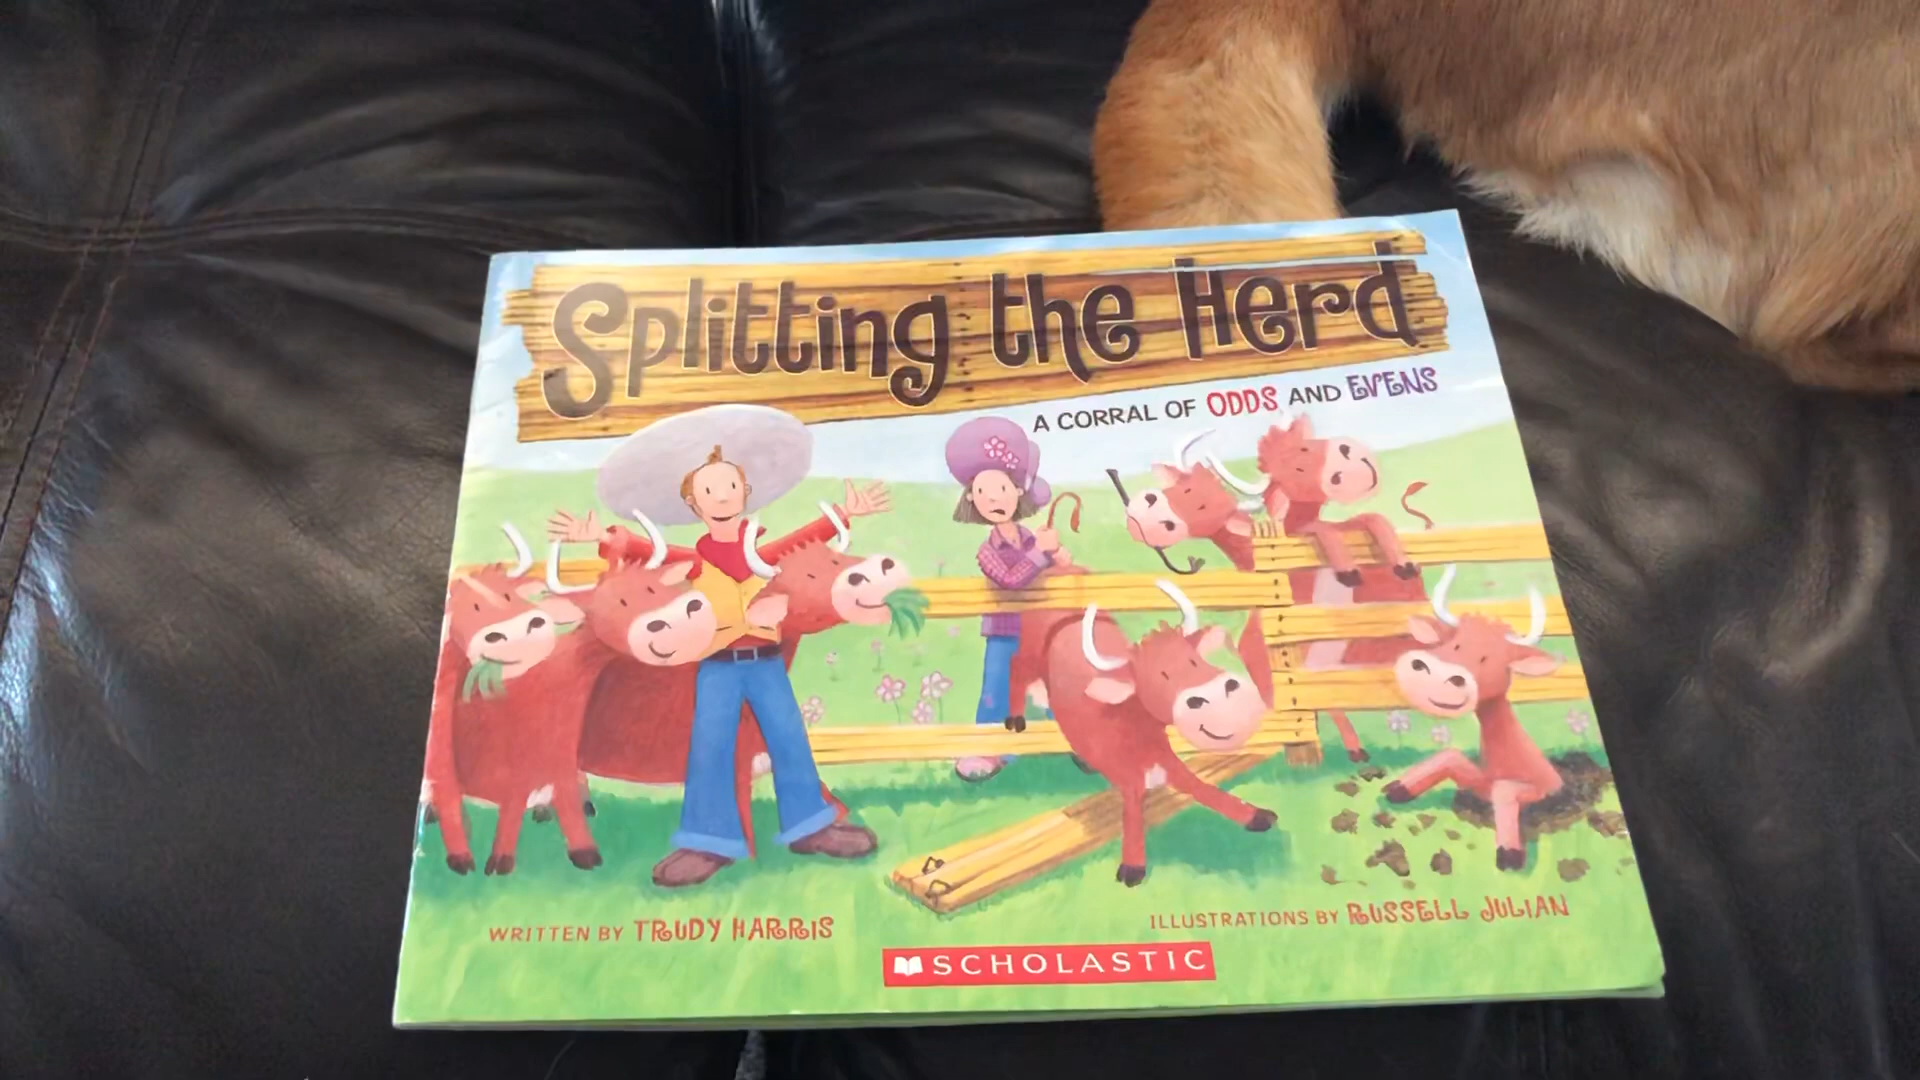 Splitting the Herd
A CORRAL OF ODDS AND EVENS
WRITTEN BY TRUDY HARRIS
ILLUSTRATIONS BY RUSSELL JULIAN
SCHOLASTIC